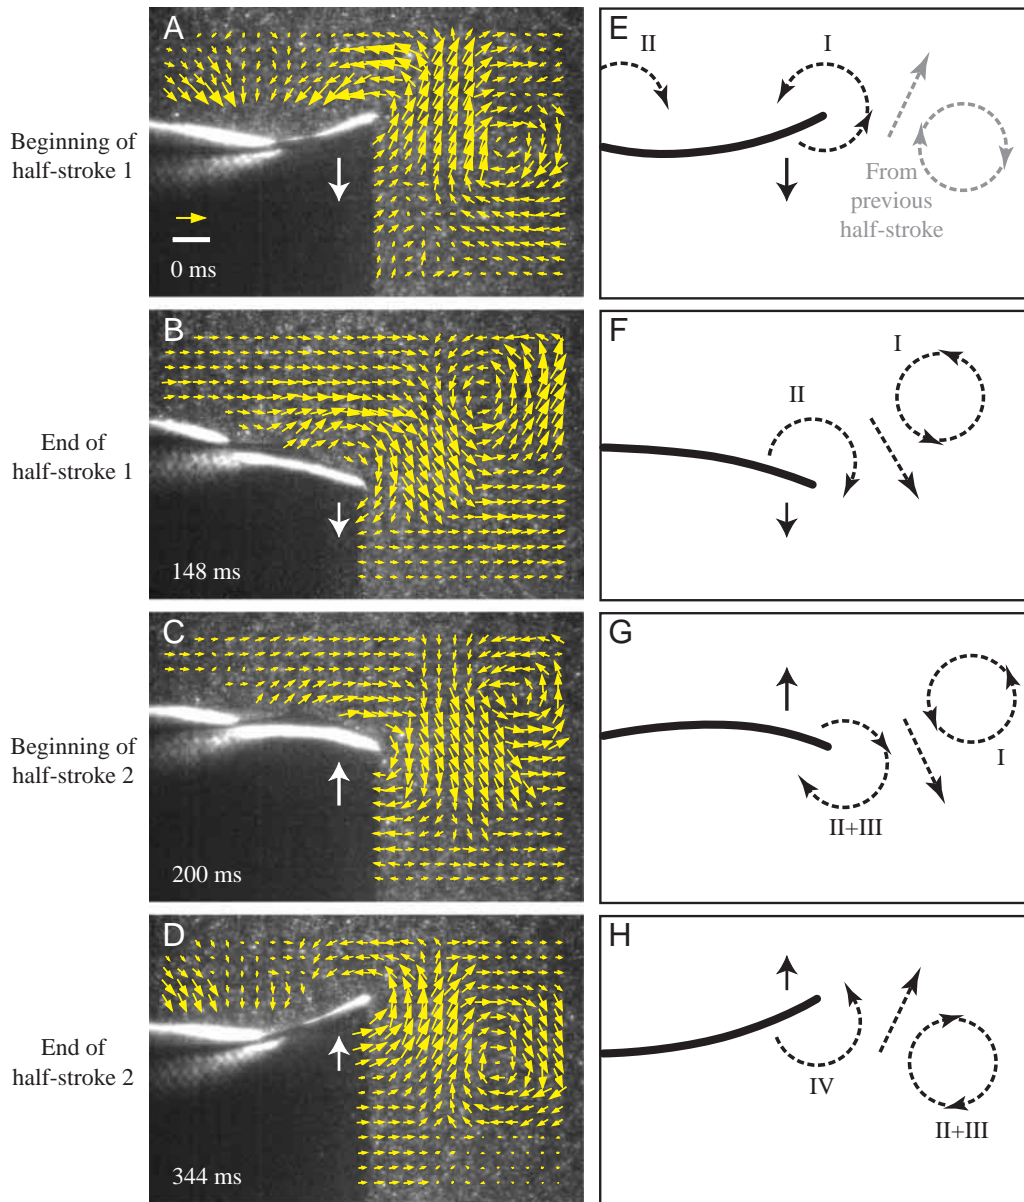 A
Beginning of
half-stroke 1
0 ms
E
II
I
From
previous
half-stroke
B
End of
half-stroke 1
148 ms
F
I
II
C
Beginning of
half-stroke 2
200 ms
G
I
II+III
D
End of
half-stroke 2
344 ms
H
IV
II+III